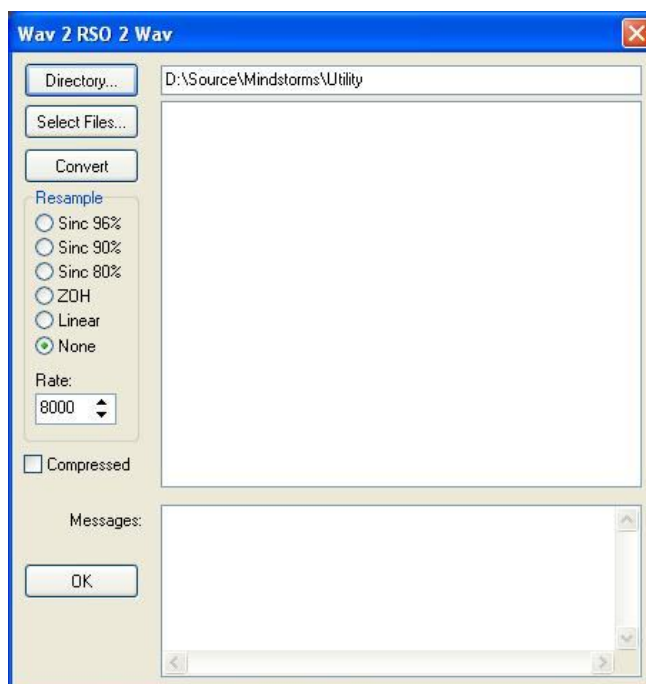 Wav 2 RSO 2 Wav
Directory...
D:\Source\Mindstorms\Utility
Select Files...
Convert
Resample
Sinc 96%
Sinc 90%
Sinc 80%
ZOH
Linear
None
Rate:
8000
Compressed
Messages:
OK